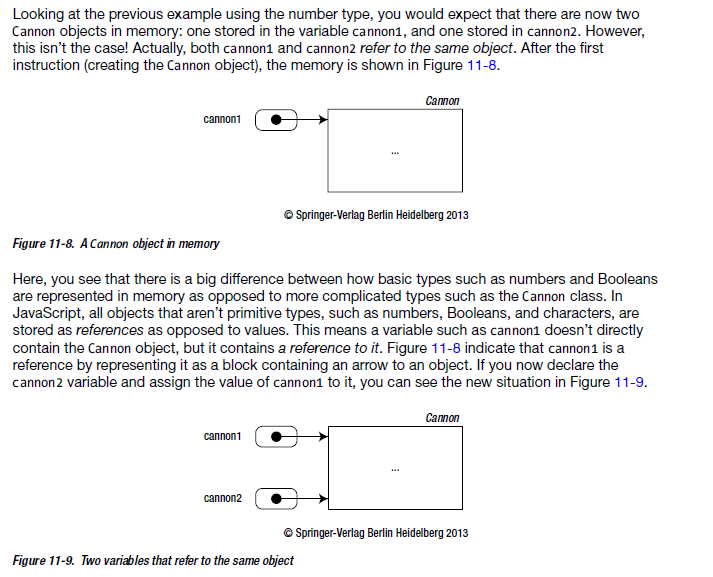 Looking at the previous example using the number type, you would expect that there are now two
Cannon objects in memory: one stored in the variable cannon1, and one stored in cannon2. However,
this isn't the case! Actually, both cannon1 and cannon2 refer to the same object. After the first
instruction (creating the Cannon object), the memory is shown in Figure 11-8.
Cannon
cannon1
...
© Springer-Verlag Berlin Heidelberg 2013
Figure 11-8. A Cannon object in memory
Here, you see that there is a big difference between how basic types such as numbers and Booleans
are represented in memory as opposed to more complicated types such as the Cannon class. In
JavaScript, all objects that aren't primitive types, such as numbers, Booleans, and characters, are
stored as references as opposed to values. This means a variable such as cannon1 doesn't directly
contain the Cannon object, but it contains a reference to it. Figure 11-8 indicate that cannon1 is a
reference by representing it as a block containing an arrow to an object. If you now declare the
cannon2 variable and assign the value of cannon1 to it, you can see the new situation in Figure 11-9.
Cannon
cannon1
...
cannon2
© Springer-Verlag Berlin Heidelberg 2013
Figure 11-9. Two variables that refer to the same object